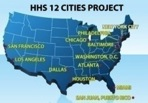 HHS 12 CITIES PROJECT
NEW YORK CITY
PHILADELPHIA
CHICAGO
BALTIMORE
SAN FRANCISCO
WASHINGTON, D.C.
LOS ANGELES
ATLANTA
DALLAS
HOUSTON
MIAMI
SAN JUAN, PUERTO RICO